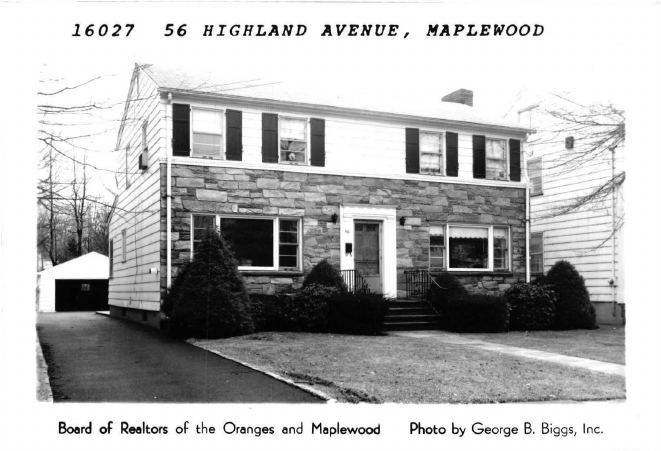 16027 56 HIGHLAND AVENUE, MAPLEWOOD
Board of Realtors of the Oranges and Maplewood Photo by George B. Biggs, Inc.